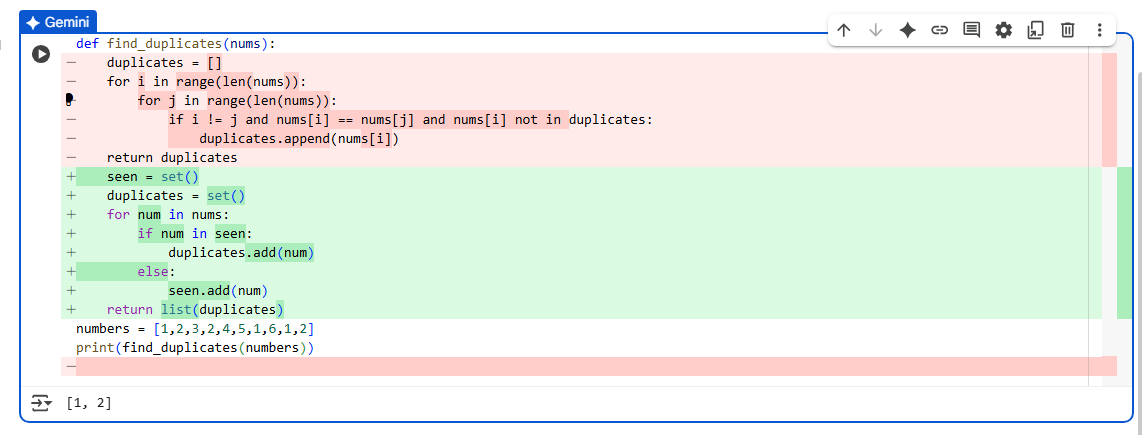 Gemini
def find_duplicates(nums):
−    duplicates = []
−    for i in range(len(nums)):
−        for j in range(len(nums)):
−            if i != j and nums[i] == nums[j] and nums[i] not in duplicates:
−                duplicates.append(nums[i])
−    return duplicates
+    seen = set()
+    duplicates = set()
+    for num in nums:
+        if num in seen:
+            duplicates.add(num)
+        else:
+            seen.add(num)
+    return list(duplicates)
numbers = [1,2,3,2,4,5,1,6,1,2]
print(find_duplicates(numbers))
−
[1, 2]